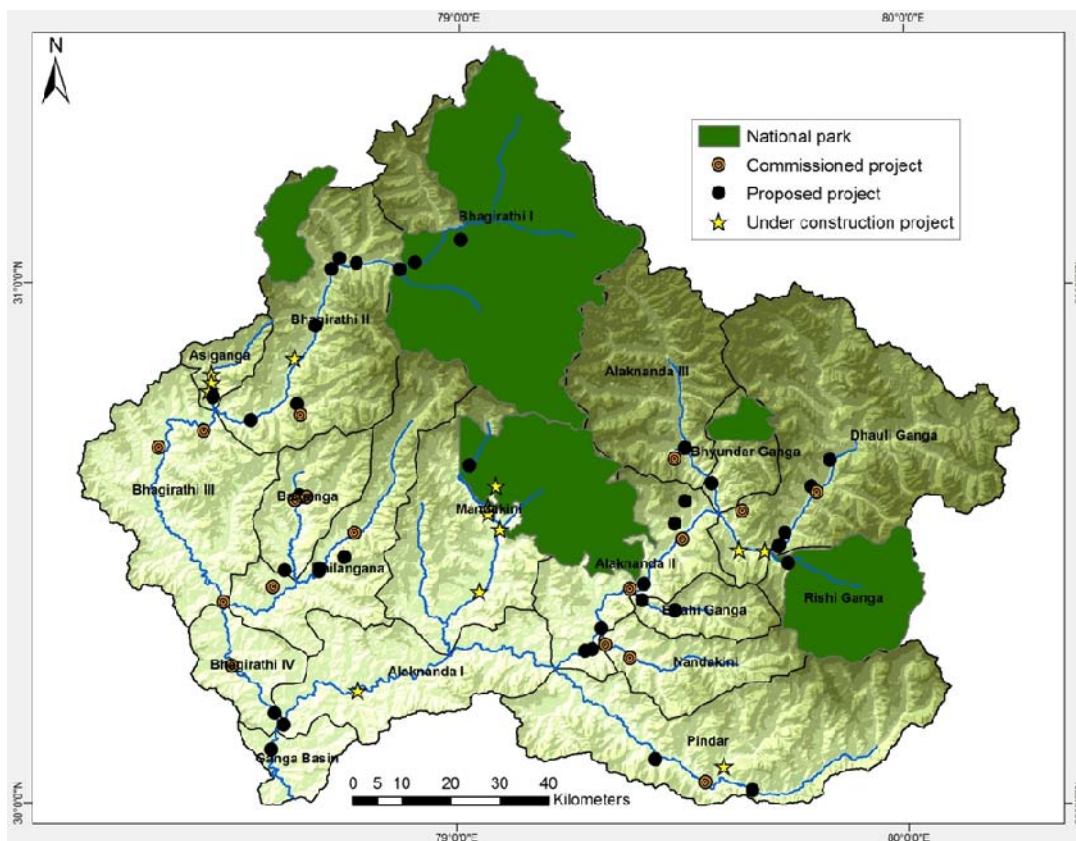 79°0'0"E
80°0'0"E
N
National park
Commissioned project
Proposed project
Under construction project
Bhagirathi I
31°0'0"N
Bhagirathi II
Asiganga
Alaknanda III
Bhyundar Ganga
Dhauli Ganga
Bhagirathi III
Mandakini
Alaknanda II
Rishi Ganga
Nandakini
Bhagirathi IV
Alaknanda I
Pindar
Ganga Basin
0 5 10 20 30 40
Kilometers
30°0'0"N
79°0'0"E
80°0'0"E